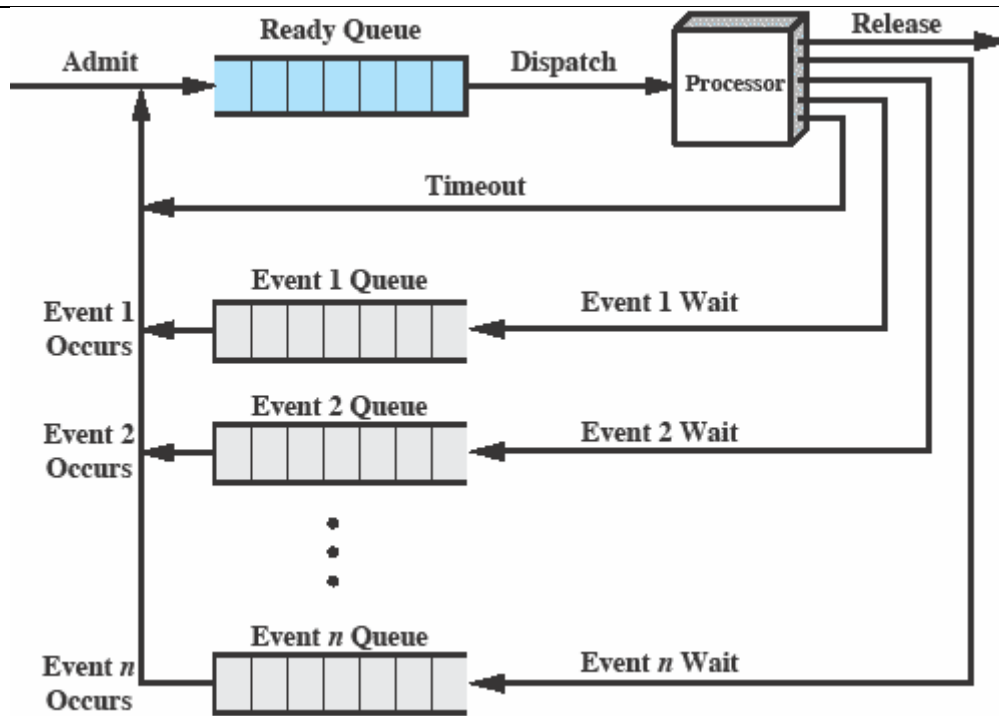 Ready Queue
Release
Admit
Dispatch
Processor
Timeout
Event 1 Queue
Event 1
Occurs
Event 1 Wait
Event 2 Queue
Event 2
Occurs
Event 2 Wait
Event n Queue
Event n
Occurs
Event n Wait